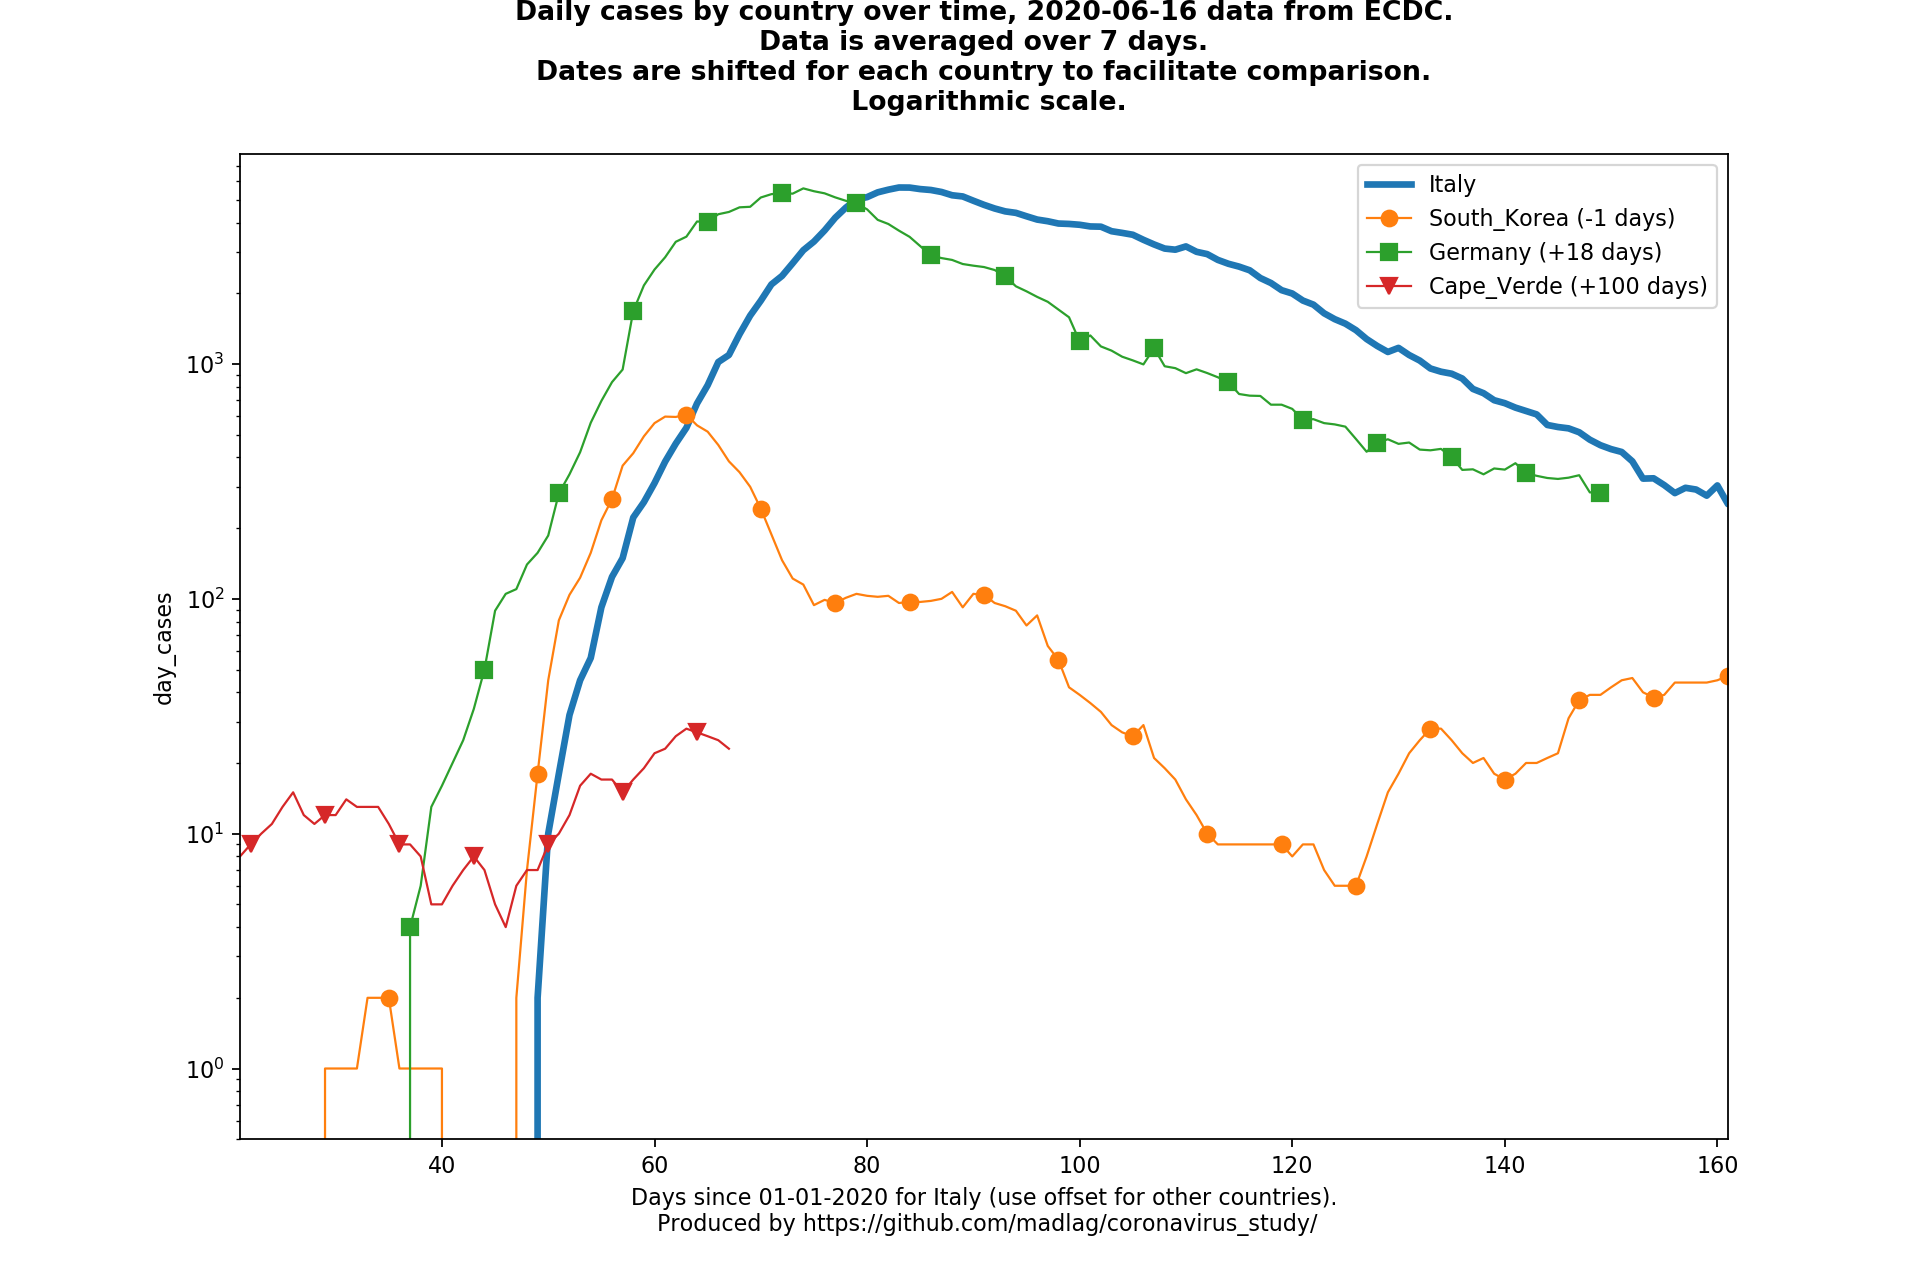 Daily cases by country over time, 2020-06-16 data from ECDC.
Data is averaged over 7 days.
Dates are shifted for each country to facilitate comparison.
Logarithmic scale.
Italy
South_Korea (-1 days)
Germany (+18 days)
Cape_Verde (+100 days)
day_cases
10³
10²
10¹
10⁰
40 60 80 100 120 140 160
Days since 01-01-2020 for Italy (use offset for other countries).
Produced by https://github.com/madlag/coronavirus_study/